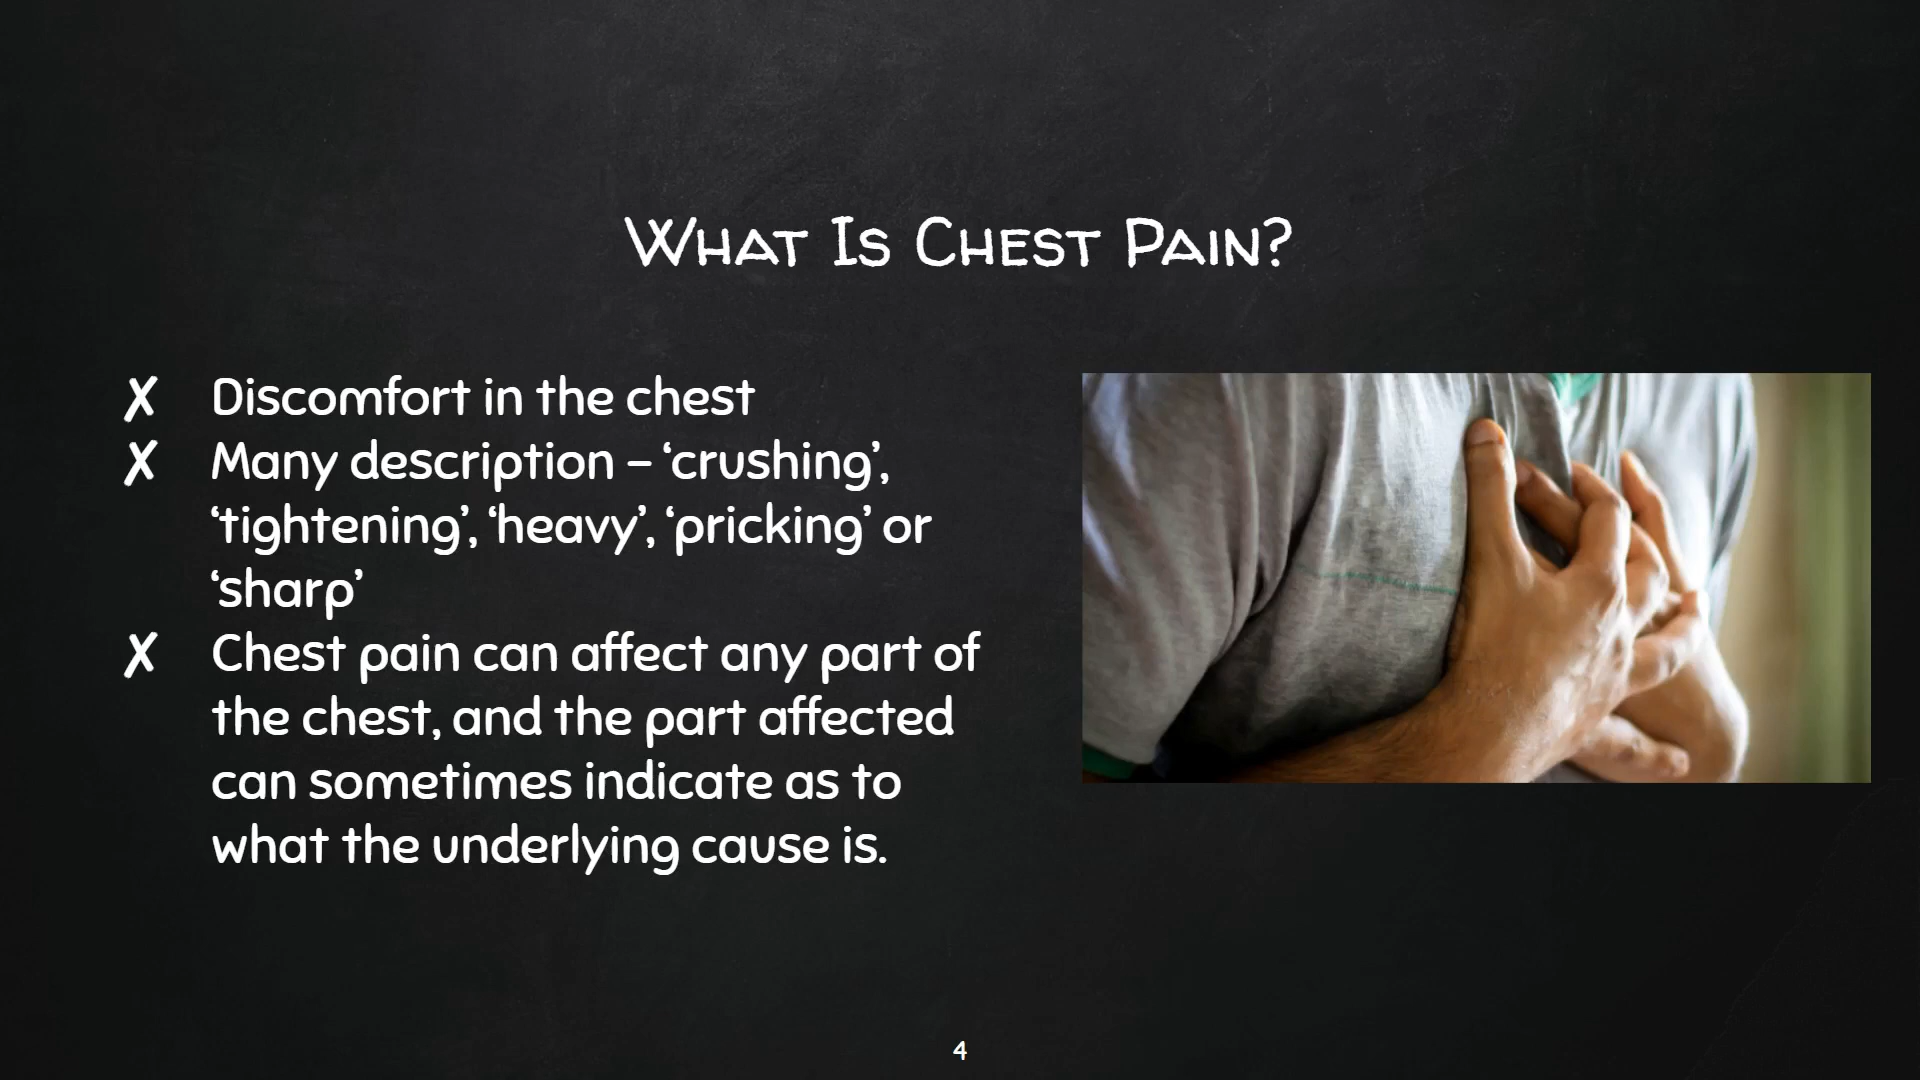 What Is Chest Pain?
✗ Discomfort in the chest
✗ Many description – ‘crushing’,
‘tightening’, ‘heavy’, ‘pricking’ or
‘sharp’
✗ Chest pain can affect any part of
the chest, and the part affected
can sometimes indicate as to
what the underlying cause is.
4